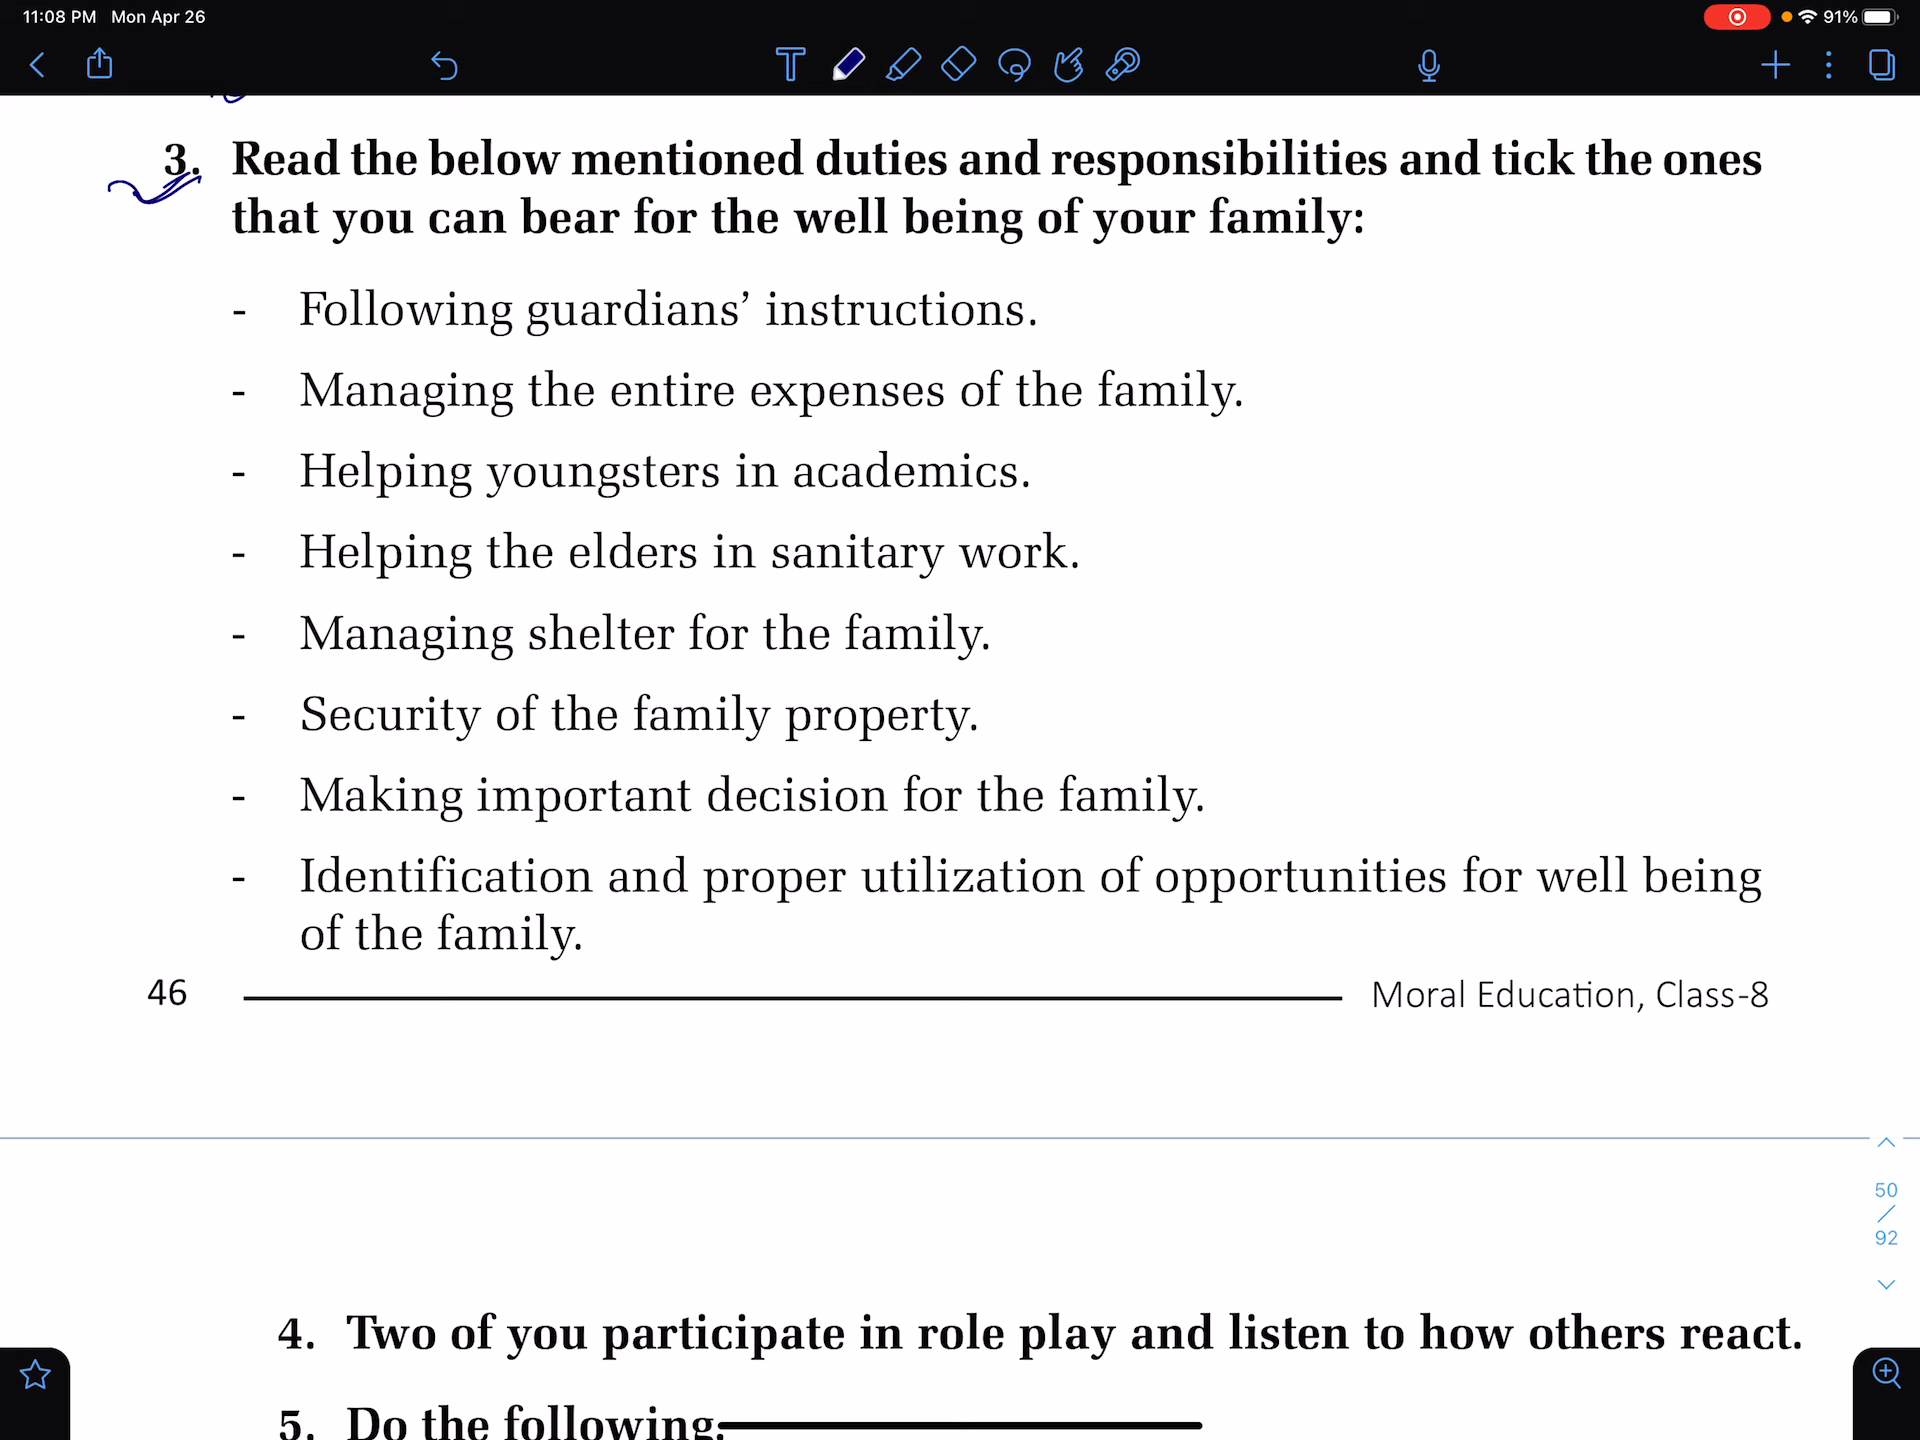 11:08 PM Mon Apr 26
91%
3. Read the below mentioned duties and responsibilities and tick the ones
that you can bear for the well being of your family:
- Following guardians’ instructions.
- Managing the entire expenses of the family.
- Helping youngsters in academics.
- Helping the elders in sanitary work.
- Managing shelter for the family.
- Security of the family property.
- Making important decision for the family.
- Identification and proper utilization of opportunities for well being
of the family.
46 Moral Education, Class-8
50
/
92
4. Two of you participate in role play and listen to how others react.
5. Do the following.